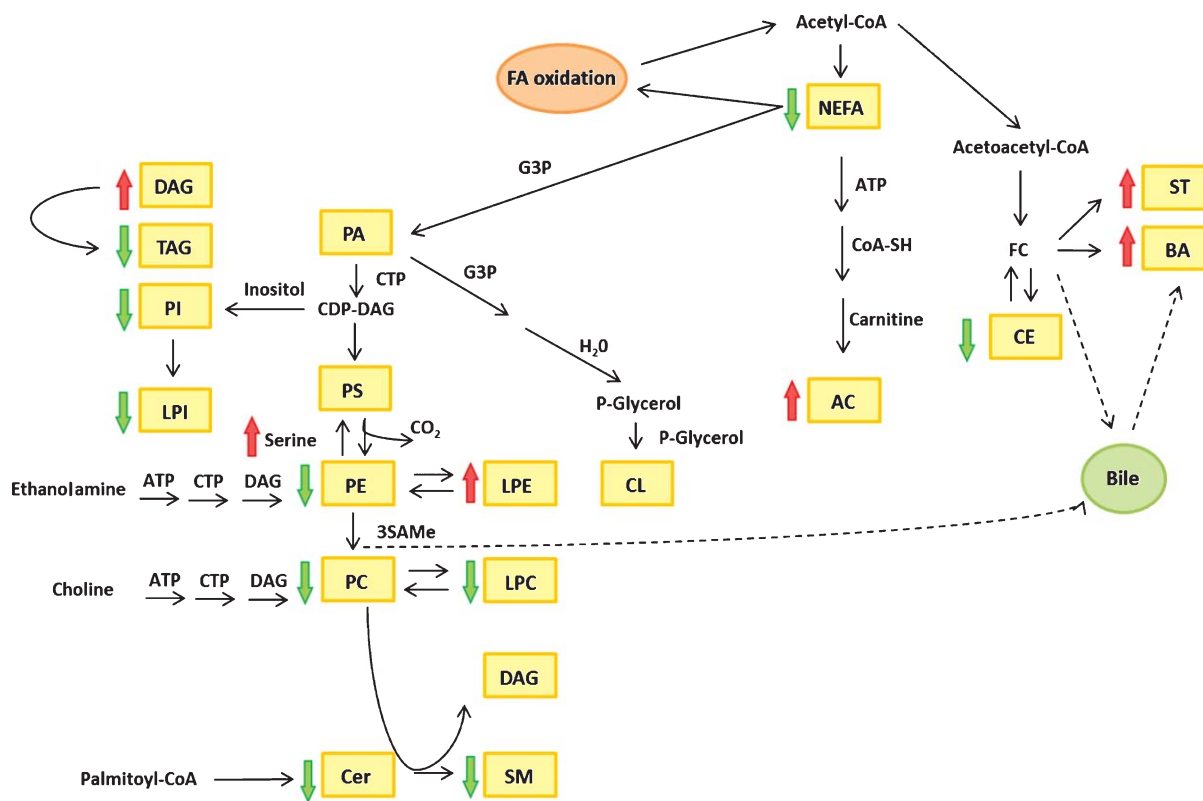 Acetyl-CoA
FA oxidation
NEFA
Acetoacetyl-CoA
G3P
DAG
ATP
ST
TAG
PA
CoA-SH
FC
BA
G3P
CTP
Inositol
PI
CDP-DAG
Carnitine
CE
H₂0
PS
LPI
P-Glycerol
AC
Serine
CO₂
P-Glycerol
Ethanolamine
ATP
CTP
DAG
PE
LPE
CL
Bile
3SAMe
Choline
ATP
CTP
DAG
PC
LPC
DAG
Palmitoyl-CoA
Cer
SM